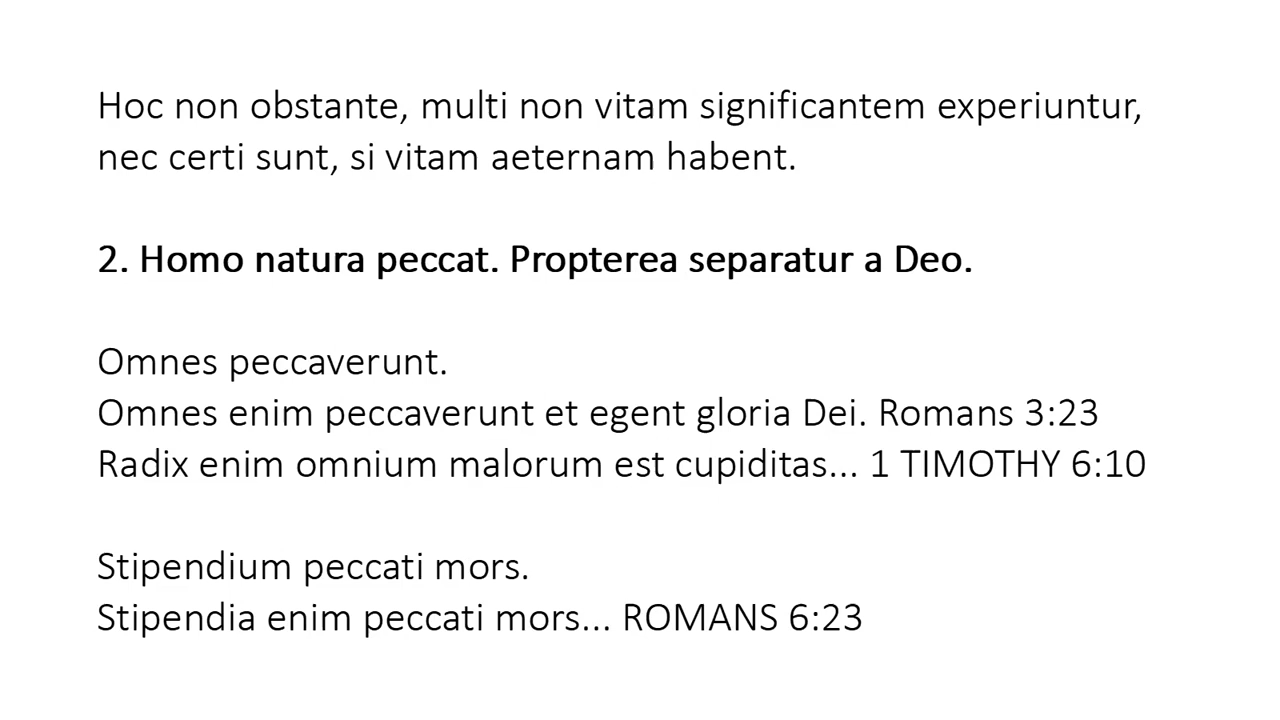 Hoc non obstante, multi non vitam significantem experiuntur,
nec certi sunt, si vitam aeternam habent.
2. Homo natura peccat. Propterea separatur a Deo.
Omnes peccaverunt.
Omnes enim peccaverunt et egent gloria Dei. Romans 3:23
Radix enim omnium malorum est cupiditas... 1 TIMOTHY 6:10
Stipendium peccati mors.
Stipendia enim peccati mors... ROMANS 6:23